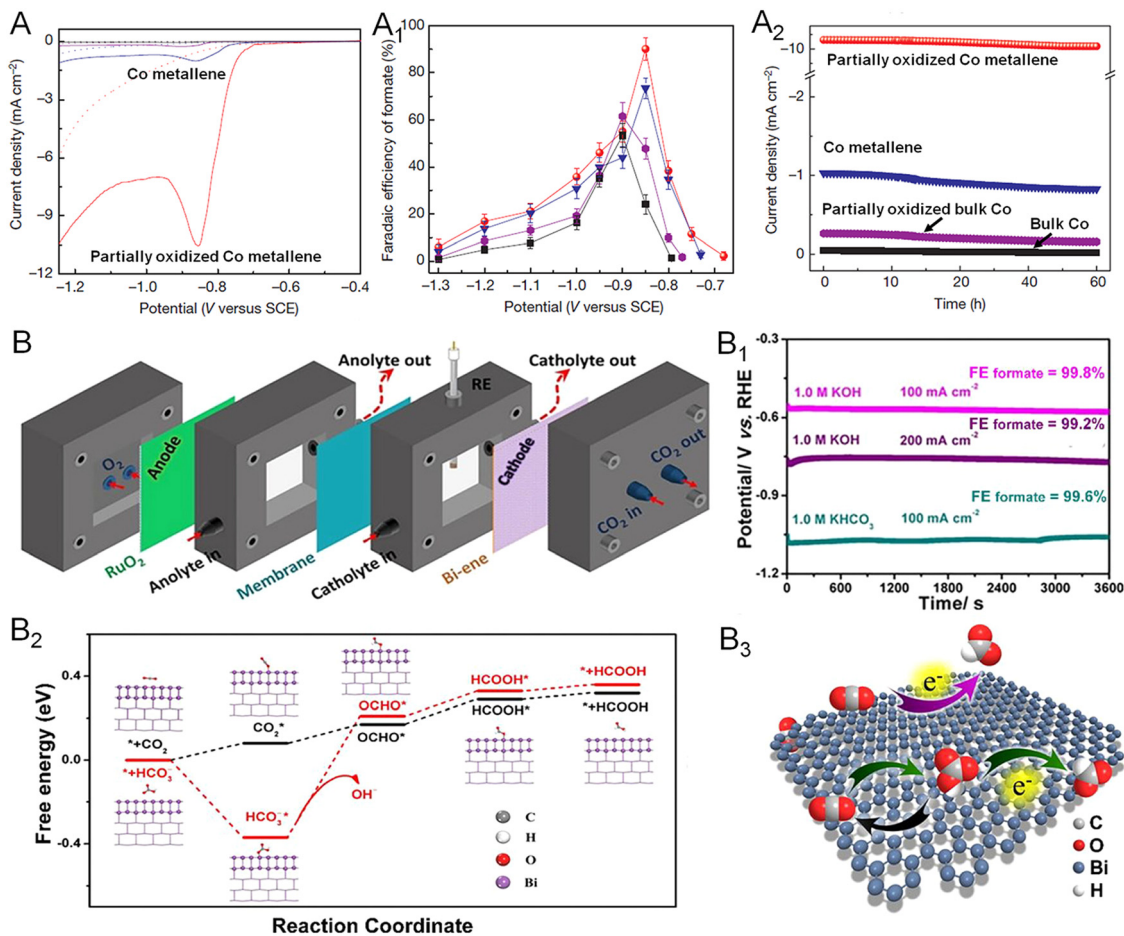 A
Current density (mA cm⁻²)
0
−3
−6
−9
−12
Co metallene
Partially oxidized Co metallene
−1.2
−1.0
−0.8
−0.6
−0.4
Potential (V versus SCE)
A₁
Faradaic efficiency of formate (%)
100
80
60
40
20
0
−1.3
−1.2
−1.1
−1.0
−0.9
−0.8
−0.7
Potential (V versus SCE)
A₂
Current density (mA cm⁻²)
−10
−2
−1
0
Partially oxidized Co metallene
Co metallene
Partially oxidized bulk Co
Bulk Co
0
10
20
30
40
50
60
Time (h)
B
Anolyte out
RE
Catholyte out
O₂
Anode
Cathode
CO₂ out
CO₂ in
RuO₂
Anolyte in
Membrane
Catholyte in
Bi-ene
B₁
Potential/ V vs. RHE
-0.3
-0.6
-0.9
-1.2
FE formate = 99.8%
1.0 M KOH 100 mA cm⁻²
FE formate = 99.2%
1.0 M KOH 200 mA cm⁻²
FE formate = 99.6%
1.0 M KHCO₃ 100 mA cm⁻²
0
600
1200
1800
2400
3000
3600
Time/ s
B₂
Free energy (eV)
0.4
0.0
-0.4
*+CO₂
*+HCO₃⁻
CO₂*
HCO₃⁻*
OCHO*
OCHO*
OH⁻
HCOOH*
HCOOH*
*+HCOOH
*+HCOOH
C
H
O
Bi
Reaction Coordinate
B₃
e⁻
e⁻
C
O
Bi
H